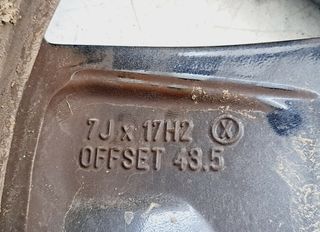 7J x 17H2 Ⓧ
OFFSET 43.5